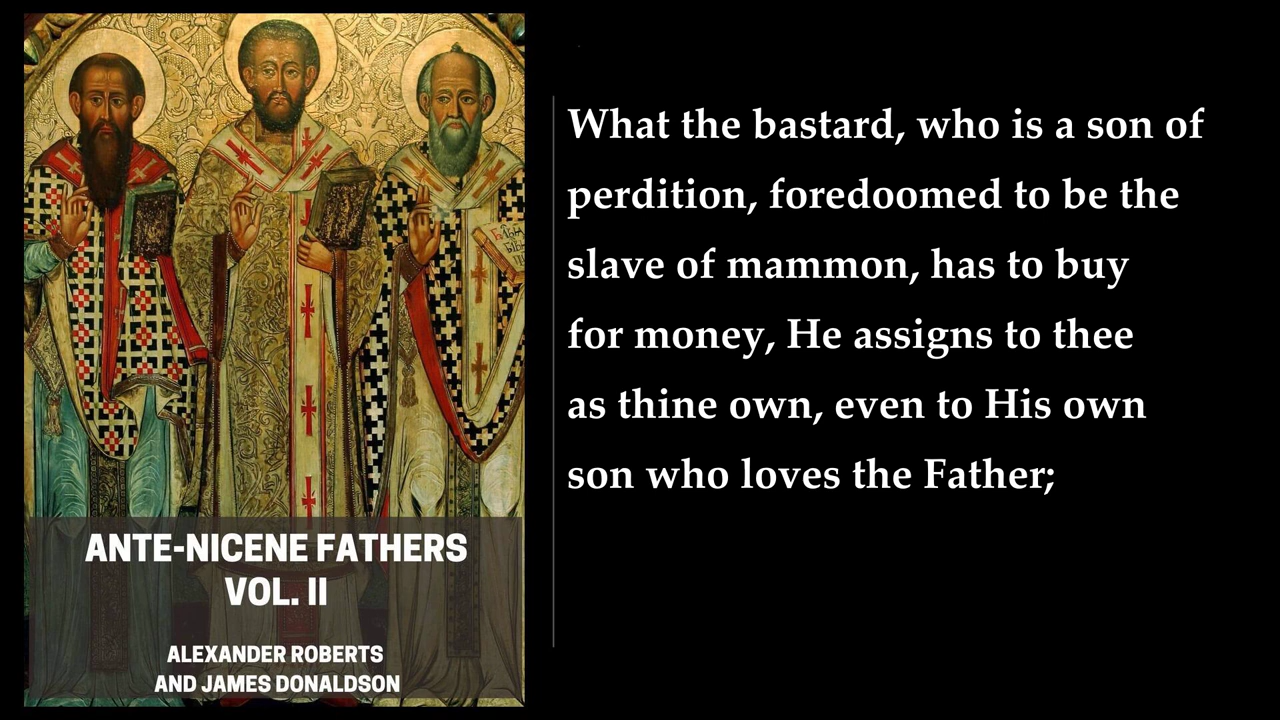 What the bastard, who is a son of
perdition, foredoomed to be the
slave of mammon, has to buy
for money, He assigns to thee
as thine own, even to His own
son who loves the Father;
ANTE-NICENE FATHERS
VOL. II
ALEXANDER ROBERTS
AND JAMES DONALDSON